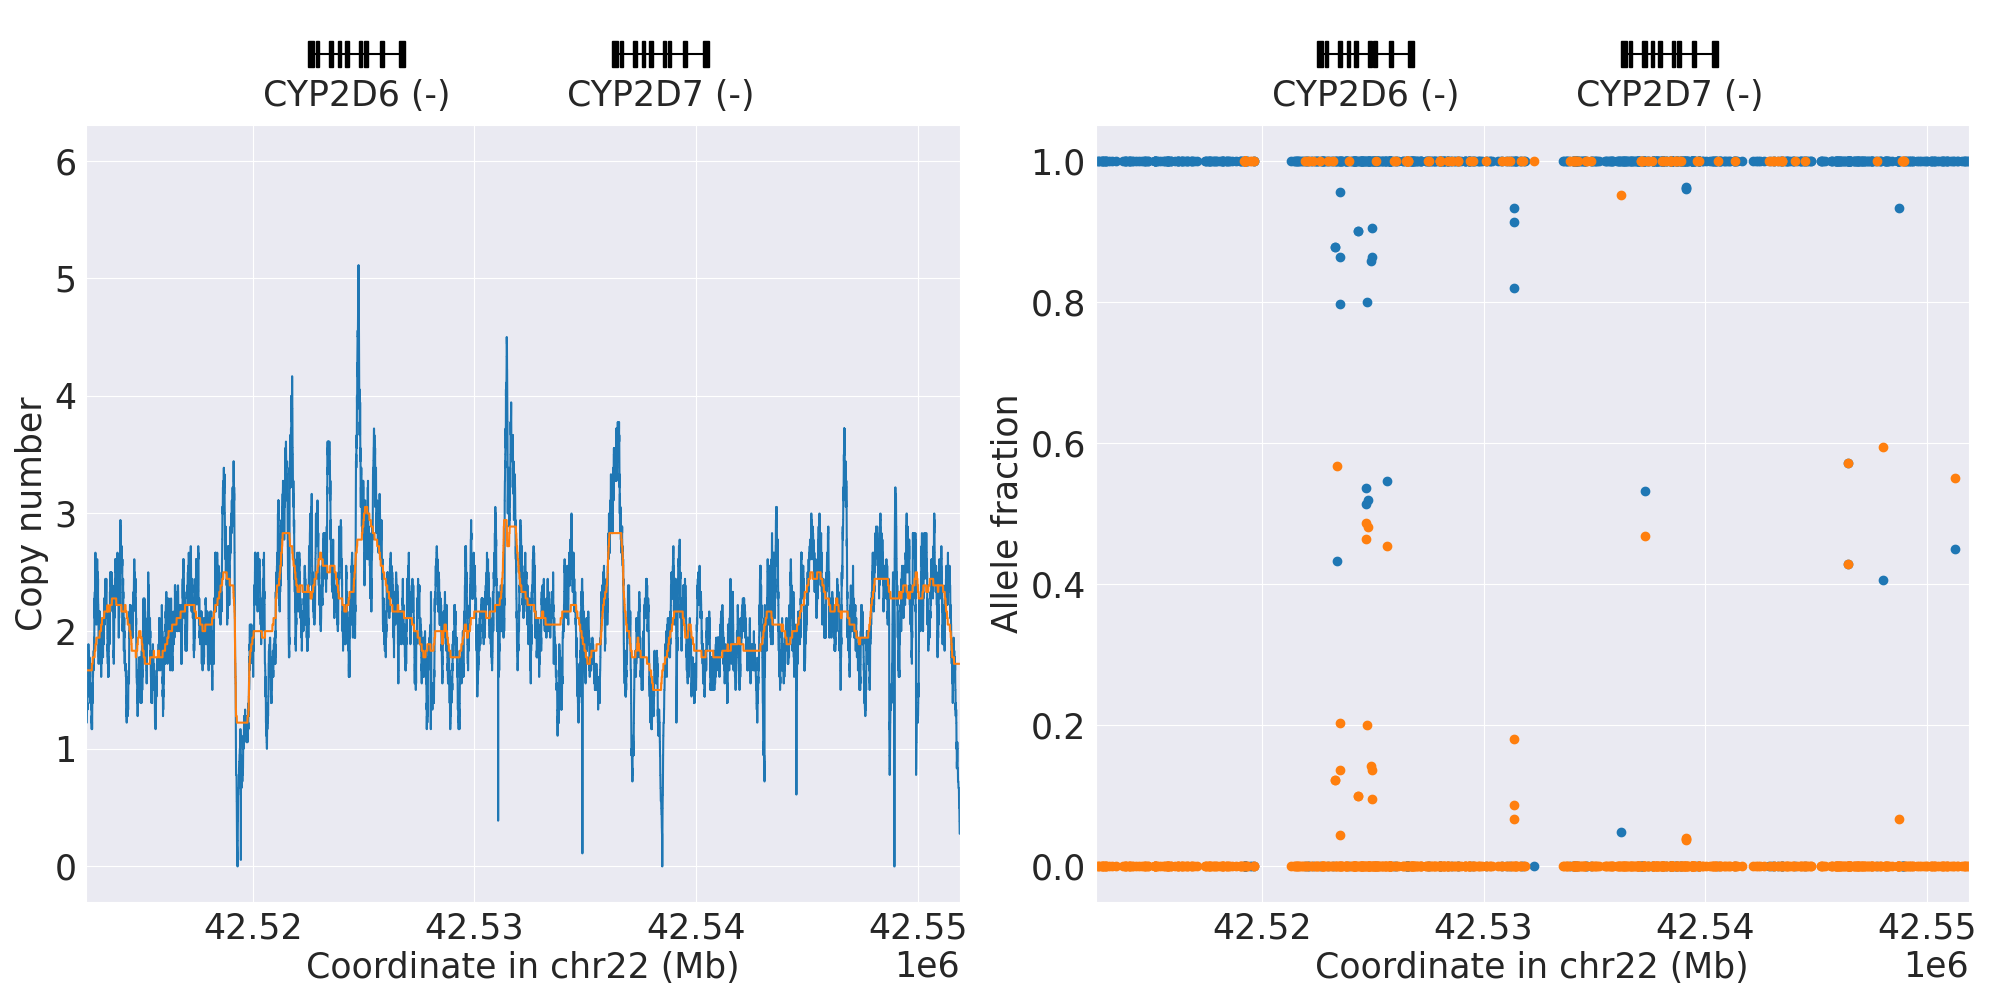 CYP2D6 (-)
CYP2D7 (-)
6
5
4
3
2
1
0
Copy number
42.52
42.53
42.54
42.55
Coordinate in chr22 (Mb)
1e6
CYP2D6 (-)
CYP2D7 (-)
1.0
0.8
0.6
0.4
0.2
0.0
Allele fraction
42.52
42.53
42.54
42.55
Coordinate in chr22 (Mb)
1e6